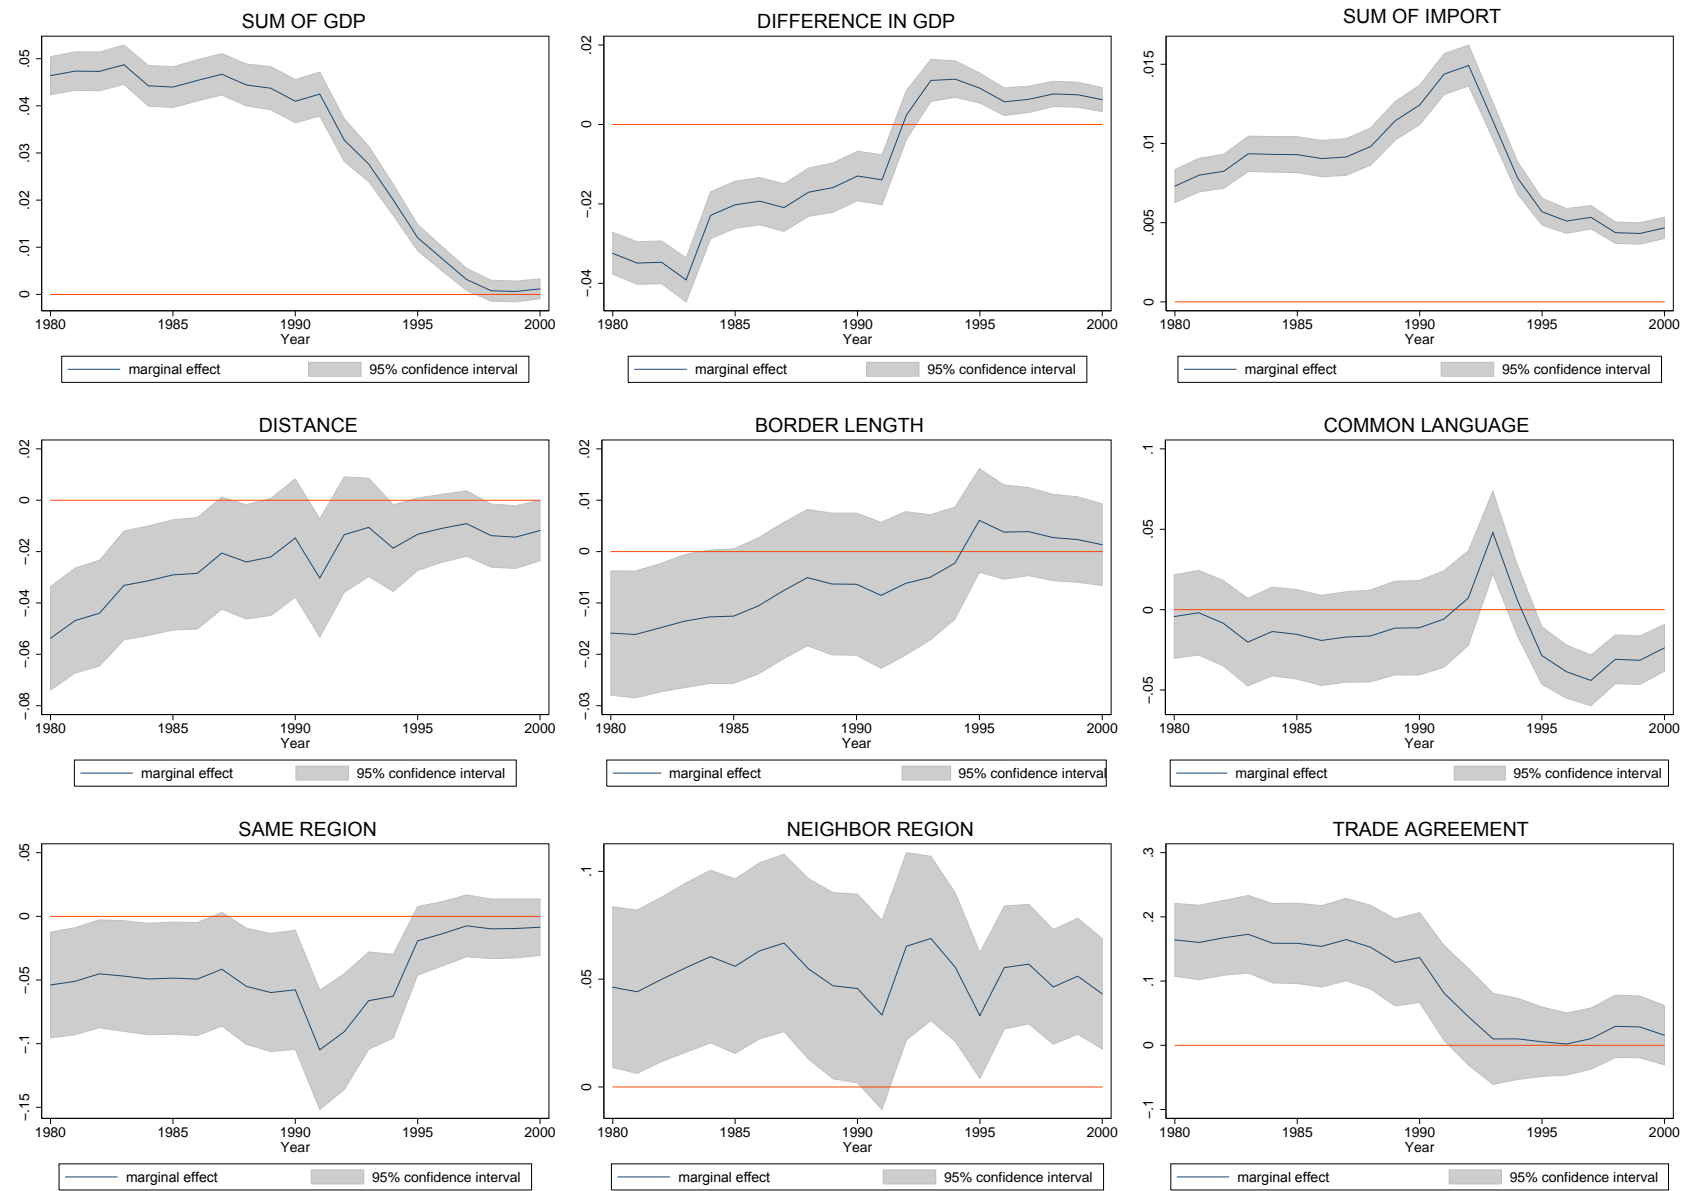 SUM OF GDP
.05
.04
.03
.02
.01
0
1980 1985 1990 1995 2000
Year
marginal effect 95% confidence interval
DIFFERENCE IN GDP
.02
0
-.02
-.04
1980 1985 1990 1995 2000
Year
marginal effect 95% confidence interval
SUM OF IMPORT
.015
.01
.005
0
1980 1985 1990 1995 2000
Year
marginal effect 95% confidence interval
DISTANCE
.02
0
-.02
-.04
-.06
-.08
1980 1985 1990 1995 2000
Year
marginal effect 95% confidence interval
BORDER LENGTH
.02
.01
0
-.01
-.02
-.03
1980 1985 1990 1995 2000
Year
marginal effect 95% confidence interval
COMMON LANGUAGE
.1
.05
0
-.05
1980 1985 1990 1995 2000
Year
marginal effect 95% confidence interval
SAME REGION
.05
0
-.05
-.1
-.15
1980 1985 1990 1995 2000
Year
marginal effect 95% confidence interval
NEIGHBOR REGION
.1
.05
0
1980 1985 1990 1995 2000
Year
marginal effect 95% confidence interval
TRADE AGREEMENT
.3
.2
.1
0
-.1
1980 1985 1990 1995 2000
Year
marginal effect 95% confidence interval